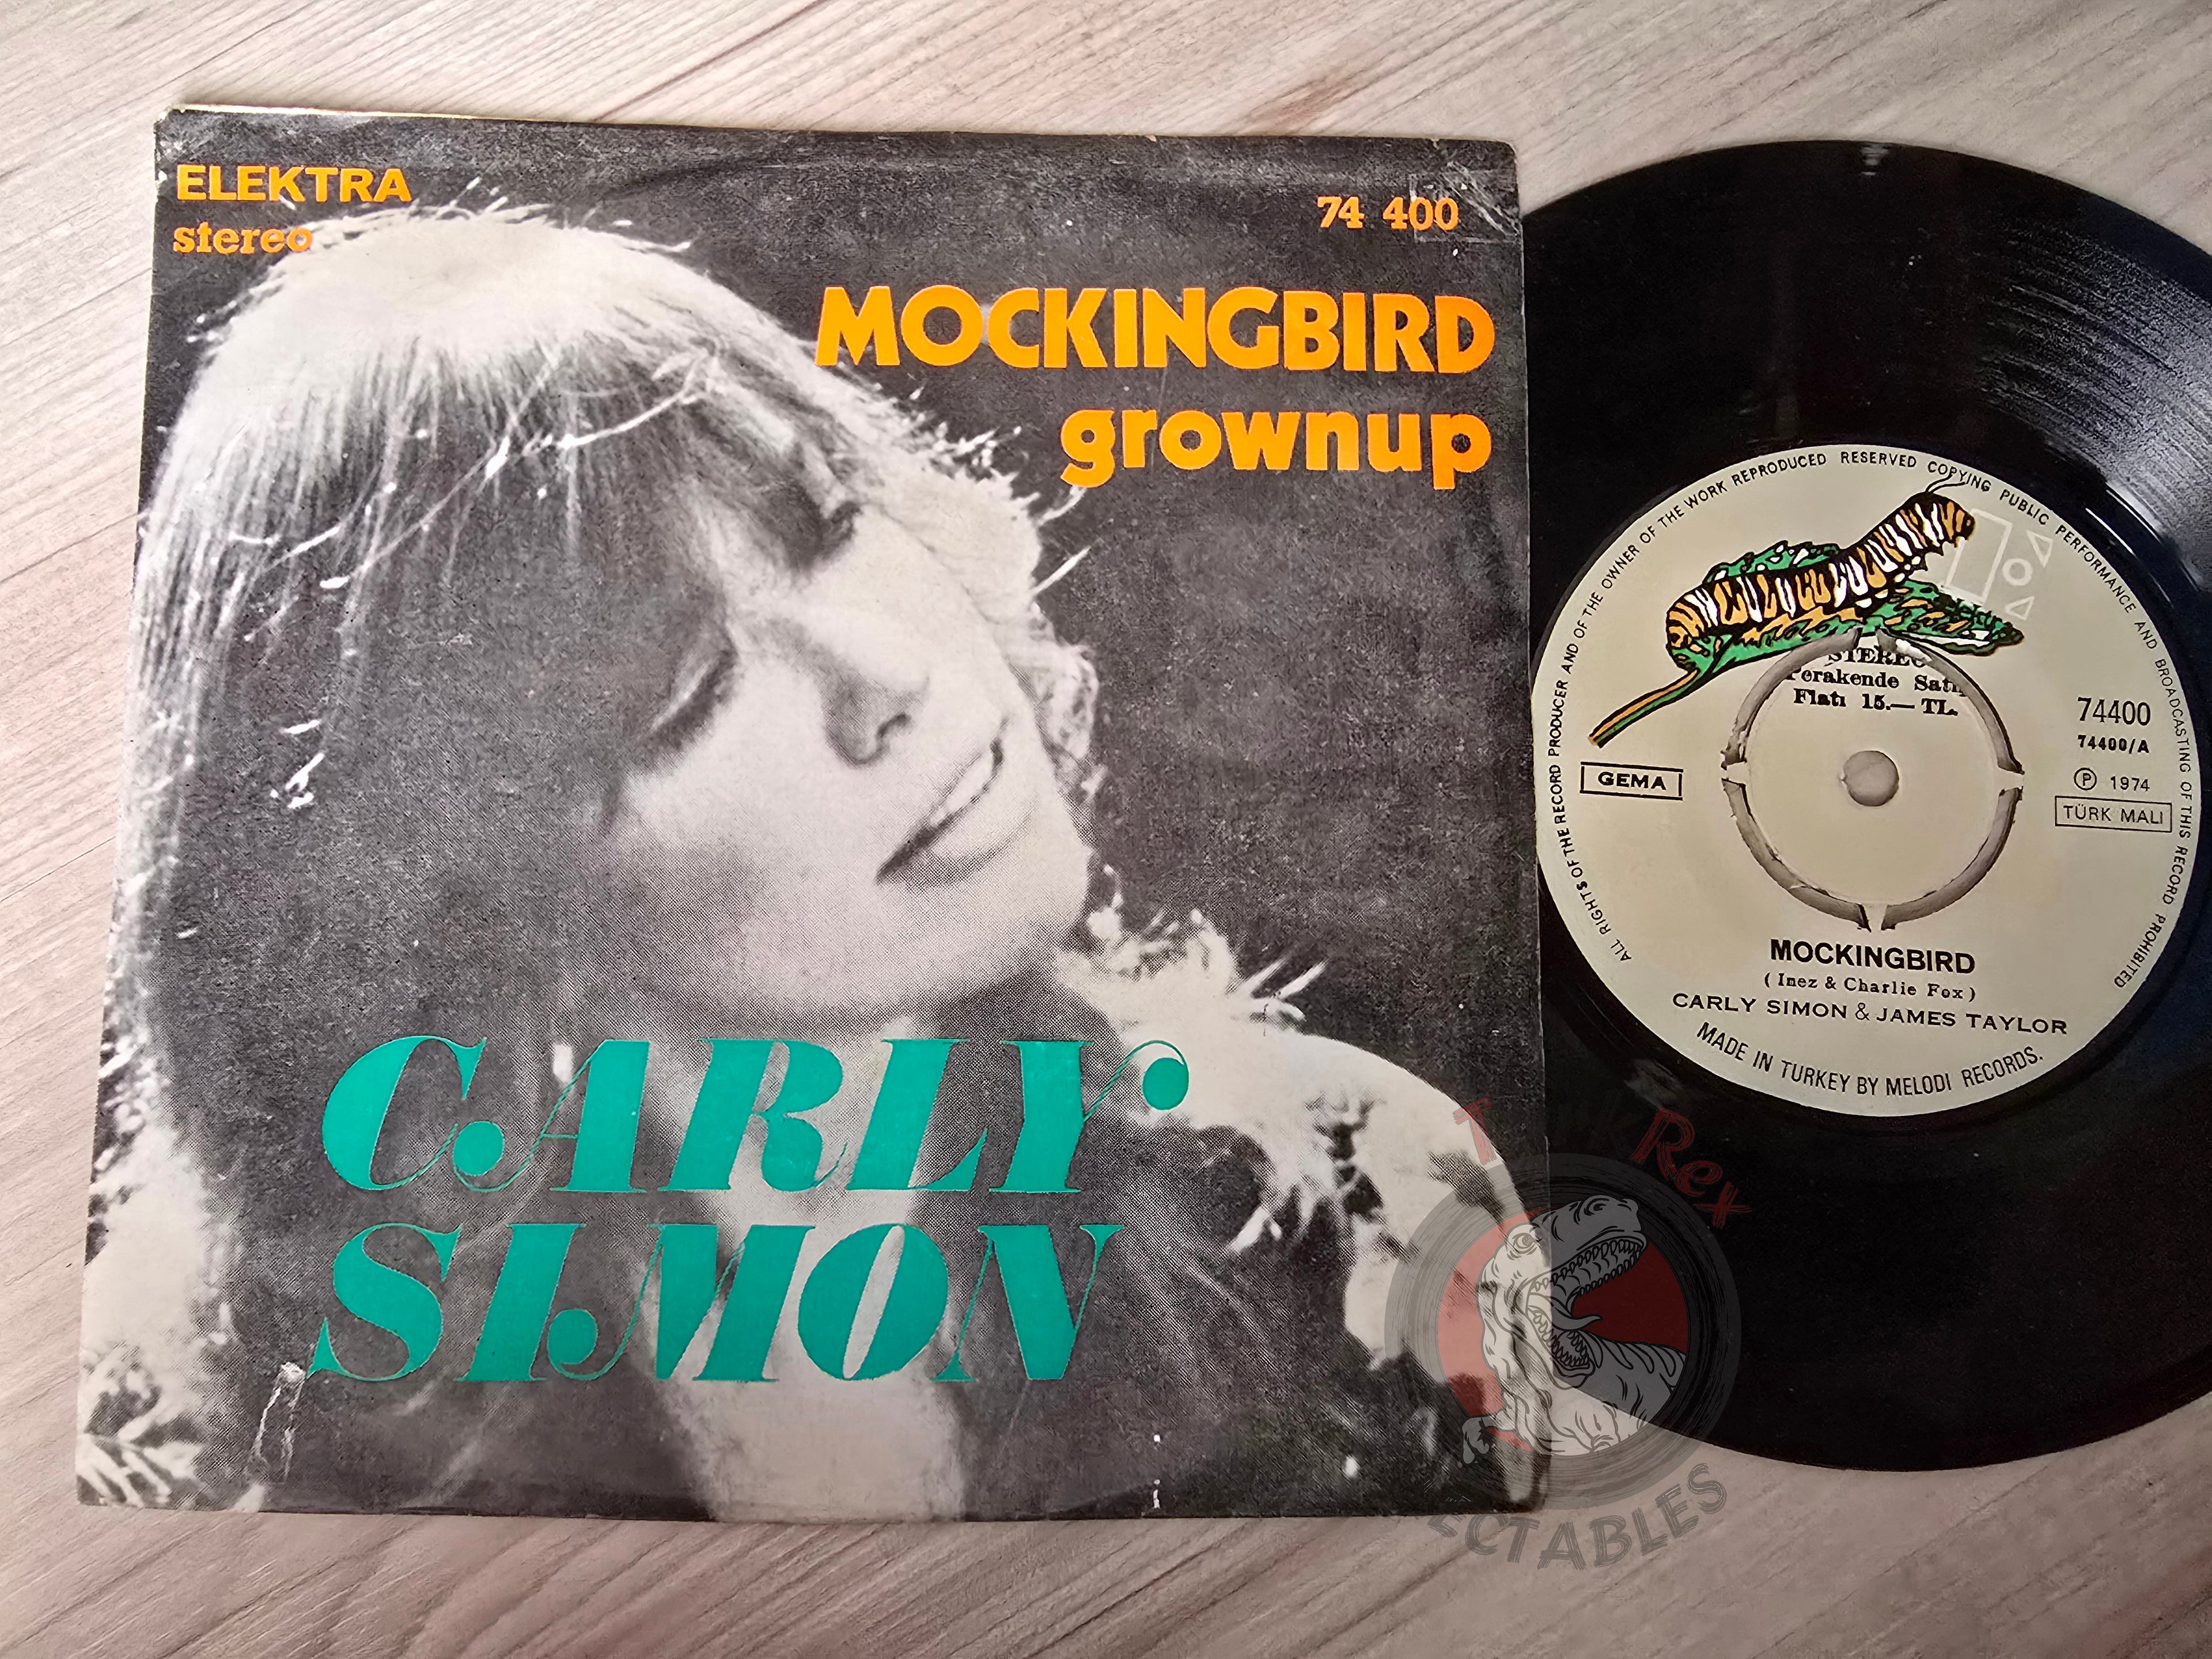 ELEKTRA
stereo
74 400
MOCKINGBIRD
grownup
CARLY
SIMON
ALL RIGHTS OF THE RECORD PRODUCER AND OF THE OWNER OF THE WORK REPRODUCED RESERVED COPYING PUBLIC PERFORMANCE AND BROADCASTING OF THIS RECORD PROHIBITED
STEREO
Perakende Satış
Fiatı 15.— TL.
74400
74400/A
GEMA
Ⓟ 1974
TÜRK MALI
MOCKINGBIRD
( Inez & Charlie Fox )
CARLY SIMON & JAMES TAYLOR
MADE IN TURKEY BY MELODI RECORDS.
Rex